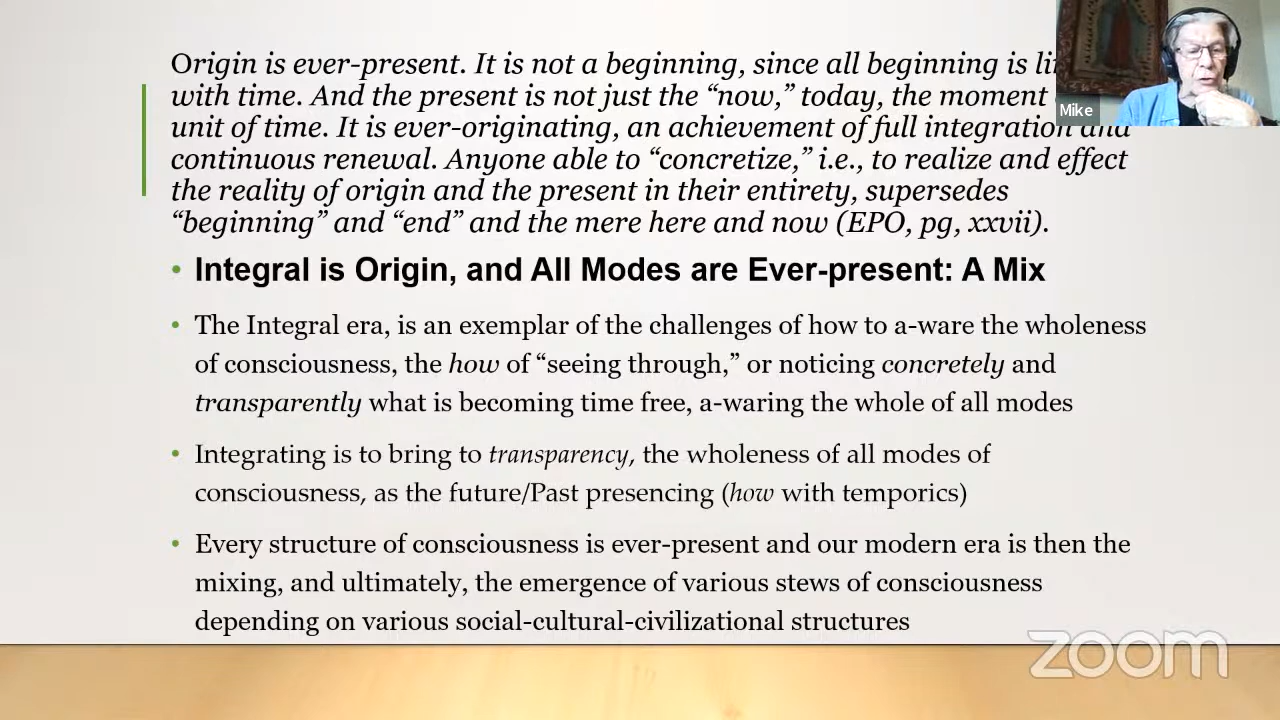 Origin is ever-present. It is not a beginning, since all beginning is
with time. And the present is not just the “now,” today, the moment
unit of time. It is ever-originating, an achievement of full integration and
continuous renewal. Anyone able to “concretize,” i.e., to realize and effect
the reality of origin and the present in their entirety, supersedes
“beginning” and “end” and the mere here and now (EPO, pg, xxvii).
• Integral is Origin, and All Modes are Ever-present: A Mix
• The Integral era, is an exemplar of the challenges of how to a-ware the wholeness
of consciousness, the how of “seeing through,” or noticing concretely and
transparently what is becoming time free, a-waring the whole of all modes
• Integrating is to bring to transparency, the wholeness of all modes of
consciousness, as the future/Past presencing (how with temporics)
• Every structure of consciousness is ever-present and our modern era is then the
mixing, and ultimately, the emergence of various stews of consciousness
depending on various social-cultural-civilizational structures
Mike
zoom